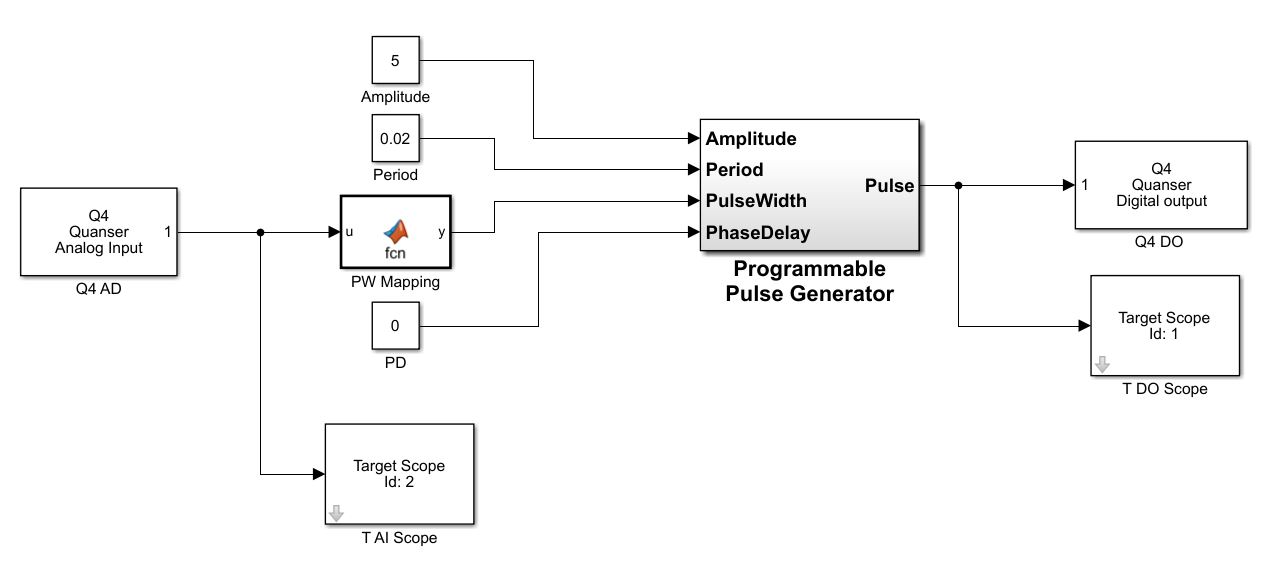 5
Amplitude
0.02
Period
Q4
Quanser
Analog Input
1
Q4 AD
u
fcn
y
PW Mapping
0
PD
Amplitude
Period
PulseWidth
PhaseDelay
Pulse
Programmable
Pulse Generator
1
Q4
Quanser
Digital output
Q4 DO
Target Scope
Id: 1
T DO Scope
Target Scope
Id: 2
T AI Scope